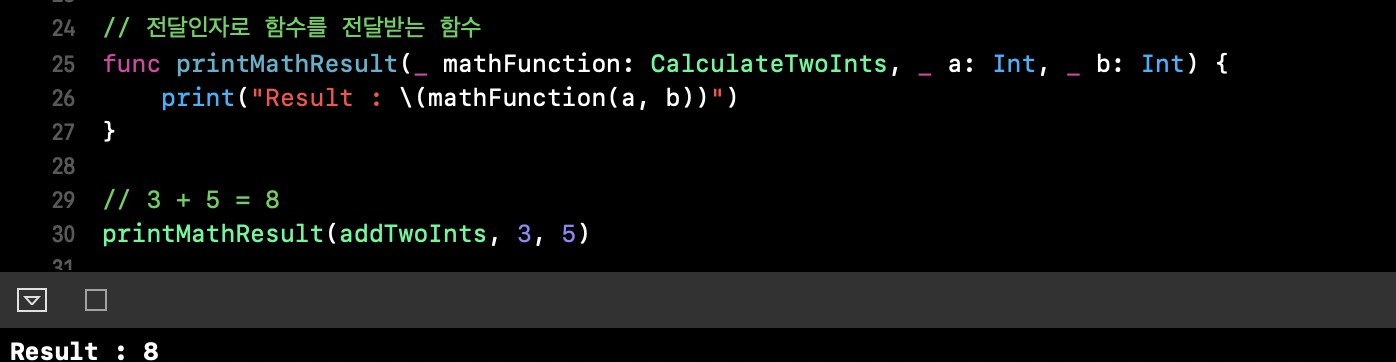 24 // 전달인자로 함수를 전달받는 함수
25 func printMathResult(_ mathFunction: CalculateTwoInts, _ a: Int, _ b: Int) {
26     print("Result : \(mathFunction(a, b))")
27 }
28
29 // 3 + 5 = 8
30 printMathResult(addTwoInts, 3, 5)
31
Result : 8